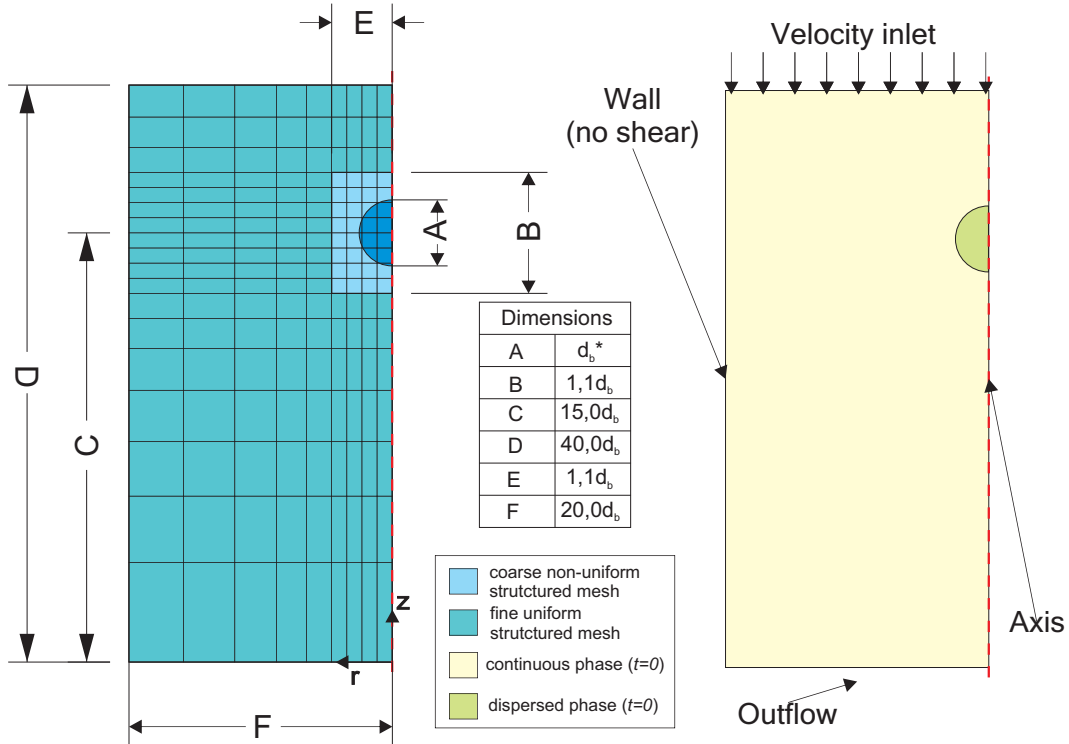 E
Velocity inlet
Wall
(no shear)
A
B
D
C
Dimensions
A d_b*
B 1,1d_b
C 15,0d_b
D 40,0d_b
E 1,1d_b
F 20,0d_b
coarse non-uniform
strutctured mesh
fine uniform
strutctured mesh
continuous phase (t=0)
dispersed phase (t=0)
z
r
F
Axis
Outflow